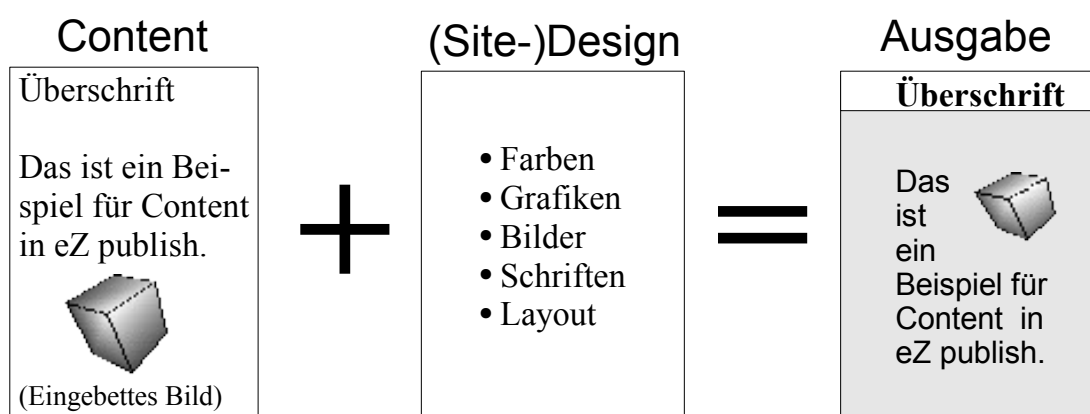 Content
Überschrift
Das ist ein Bei-
spiel für Content
in eZ publish.
(Eingebettes Bild)
+
(Site-)Design
• Farben
• Grafiken
• Bilder
• Schriften
• Layout
=
Ausgabe
Überschrift
Das
ist
ein
Beispiel für
Content in
eZ publish.